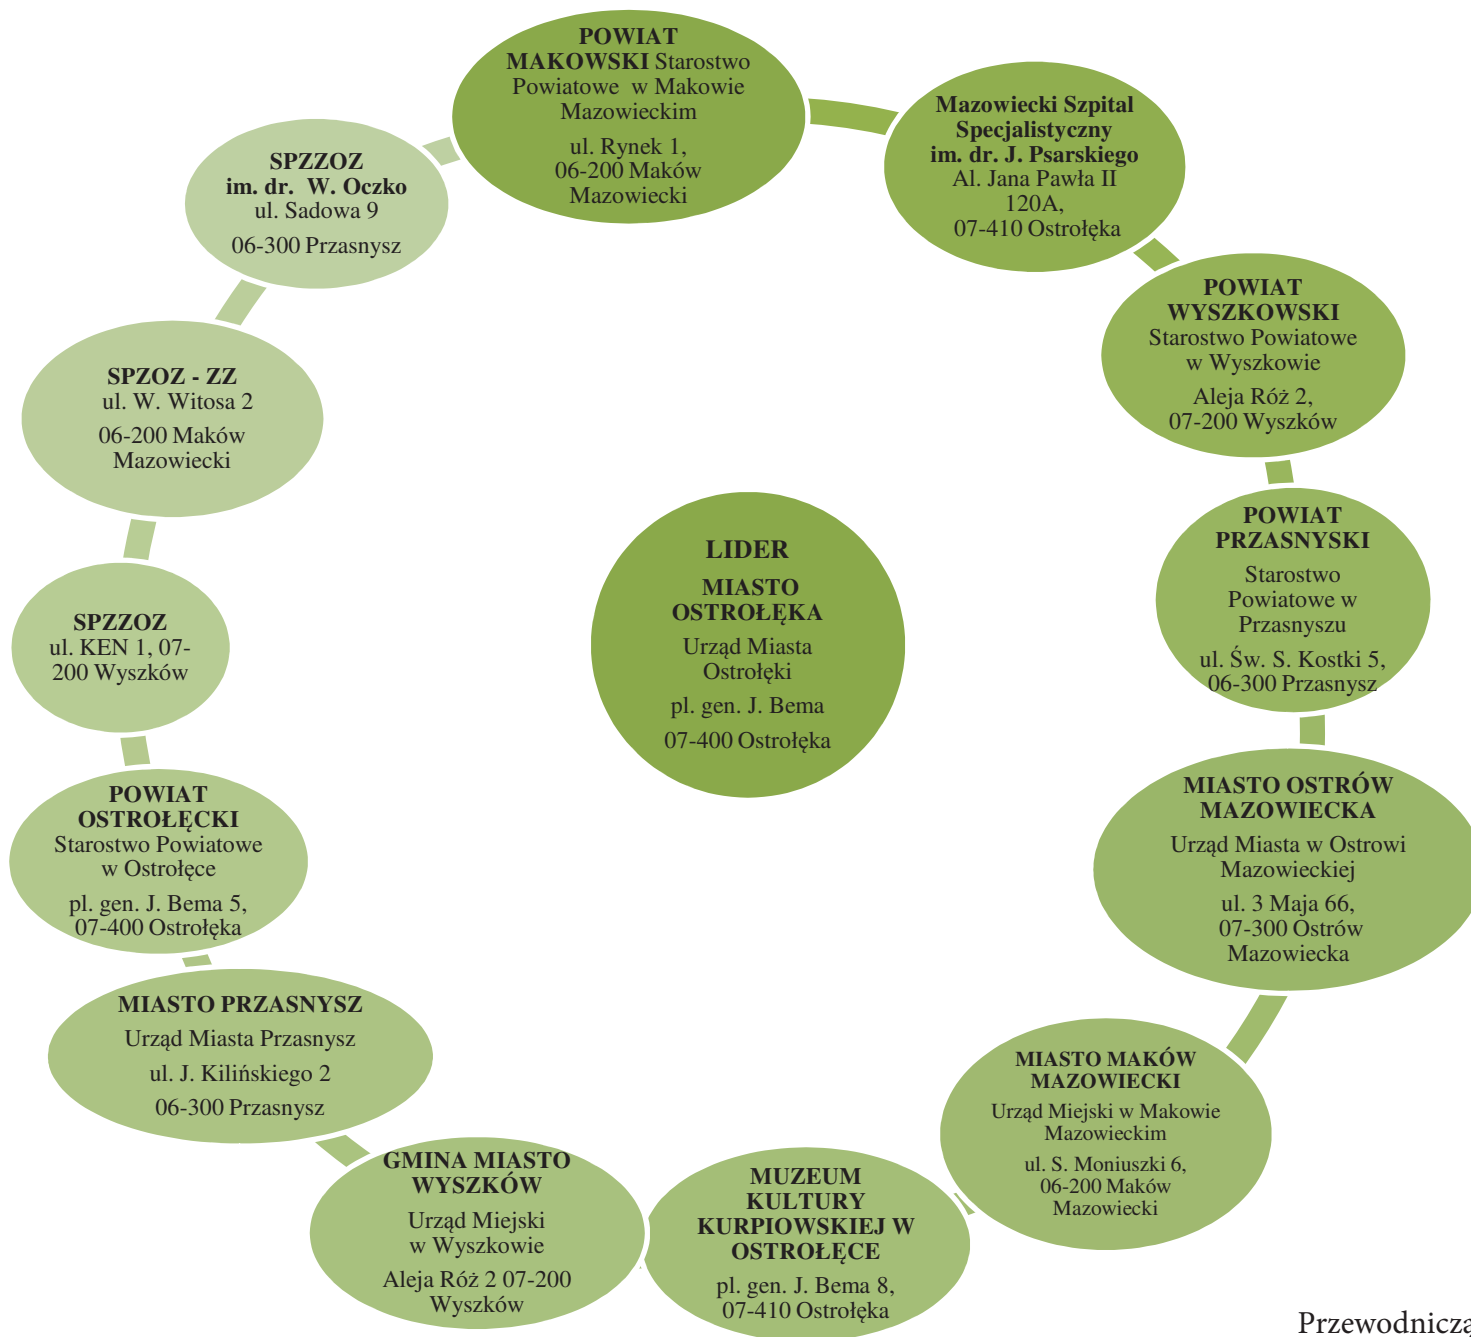 POWIAT
MAKOWSKI Starostwo
Powiatowe w Makowie
Mazowieckim
ul. Rynek 1,
06-200 Maków
Mazowiecki
Mazowiecki Szpital
Specjalistyczny
im. dr. J. Psarskiego
Al. Jana Pawła II
120A,
07-410 Ostrołęka
POWIAT
WYSZKOWSKI
Starostwo Powiatowe
w Wyszkowie
Aleja Róż 2,
07-200 Wyszków
POWIAT
PRZASNYSKI
Starostwo
Powiatowe w
Przasnyszu
ul. Św. S. Kostki 5,
06-300 Przasnysz
MIASTO OSTRÓW
MAZOWIECKA
Urząd Miasta w Ostrowi
Mazowieckiej
ul. 3 Maja 66,
07-300 Ostrów
Mazowiecka
MIASTO MAKÓW
MAZOWIECKI
Urząd Miejski w Makowie
Mazowieckim
ul. S. Moniuszki 6,
06-200 Maków
Mazowiecki
MUZEUM
KULTURY
KURPIOWSKIEJ W
OSTROŁĘCE
pl. gen. J. Bema 8,
07-410 Ostrołęka
GMINA MIASTO
WYSZKÓW
Urząd Miejski
w Wyszkowie
Aleja Róż 2 07-200
Wyszków
MIASTO PRZASNYSZ
Urząd Miasta Przasnysz
ul. J. Kilińskiego 2
06-300 Przasnysz
POWIAT
OSTROŁĘCKI
Starostwo Powiatowe
w Ostrołęce
pl. gen. J. Bema 5,
07-400 Ostrołęka
SPZZOZ
ul. KEN 1, 07-
200 Wyszków
SPZOZ - ZZ
ul. W. Witosa 2
06-200 Maków
Mazowiecki
SPZZOZ
im. dr. W. Oczko
ul. Sadowa 9
06-300 Przasnysz
LIDER
MIASTO
OSTROŁĘKA
Urząd Miasta
Ostrołęki
pl. gen. J. Bema
07-400 Ostrołęka
Przewodniczą